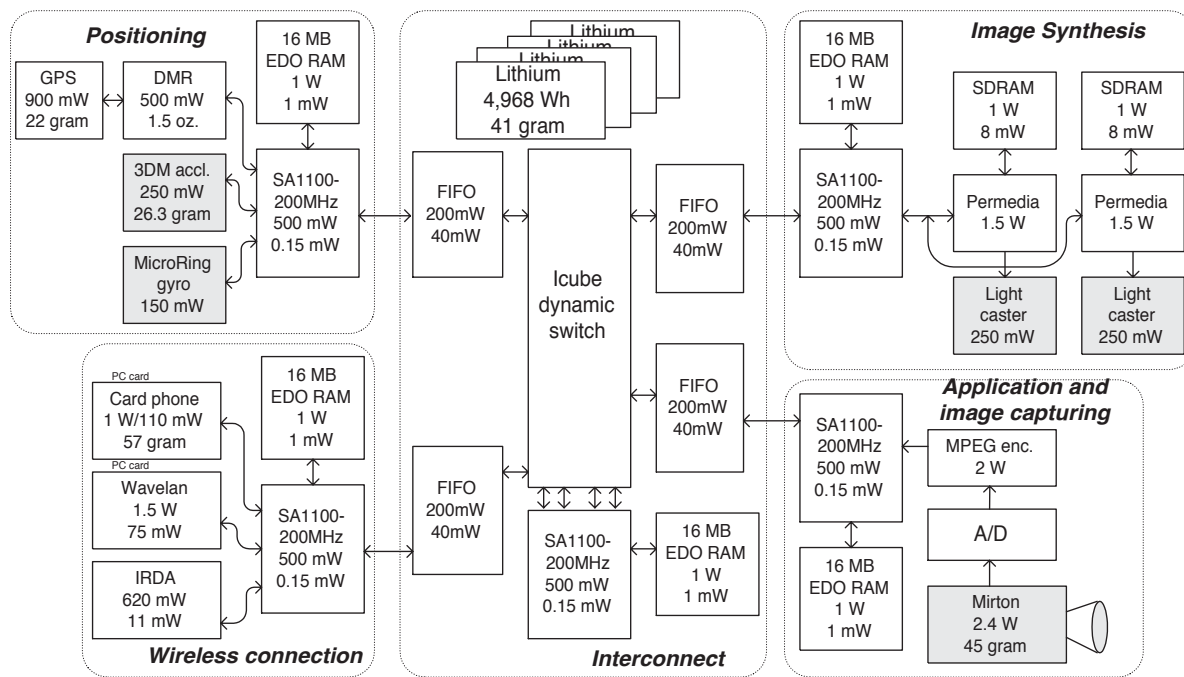 Positioning
GPS
900 mW
22 gram
DMR
500 mW
1.5 oz.
16 MB
EDO RAM
1 W
1 mW
3DM accl.
250 mW
26.3 gram
MicroRing
gyro
150 mW
SA1100-
200MHz
500 mW
0.15 mW
Lithium
Lithium
Lithium
Lithium
4,968 Wh
41 gram
FIFO
200mW
40mW
Icube
dynamic
switch
FIFO
200mW
40mW
FIFO
200mW
40mW
FIFO
200mW
40mW
SA1100-
200MHz
500 mW
0.15 mW
16 MB
EDO RAM
1 W
1 mW
Interconnect
Image Synthesis
16 MB
EDO RAM
1 W
1 mW
SDRAM
1 W
8 mW
SDRAM
1 W
8 mW
SA1100-
200MHz
500 mW
0.15 mW
Permedia
1.5 W
Permedia
1.5 W
Light
caster
250 mW
Light
caster
250 mW
PC card
Card phone
1 W/110 mW
57 gram
PC card
Wavelan
1.5 W
75 mW
IRDA
620 mW
11 mW
16 MB
EDO RAM
1 W
1 mW
SA1100-
200MHz
500 mW
0.15 mW
Wireless connection
Application and
image capturing
SA1100-
200MHz
500 mW
0.15 mW
MPEG enc.
2 W
A/D
16 MB
EDO RAM
1 W
1 mW
Mirton
2.4 W
45 gram